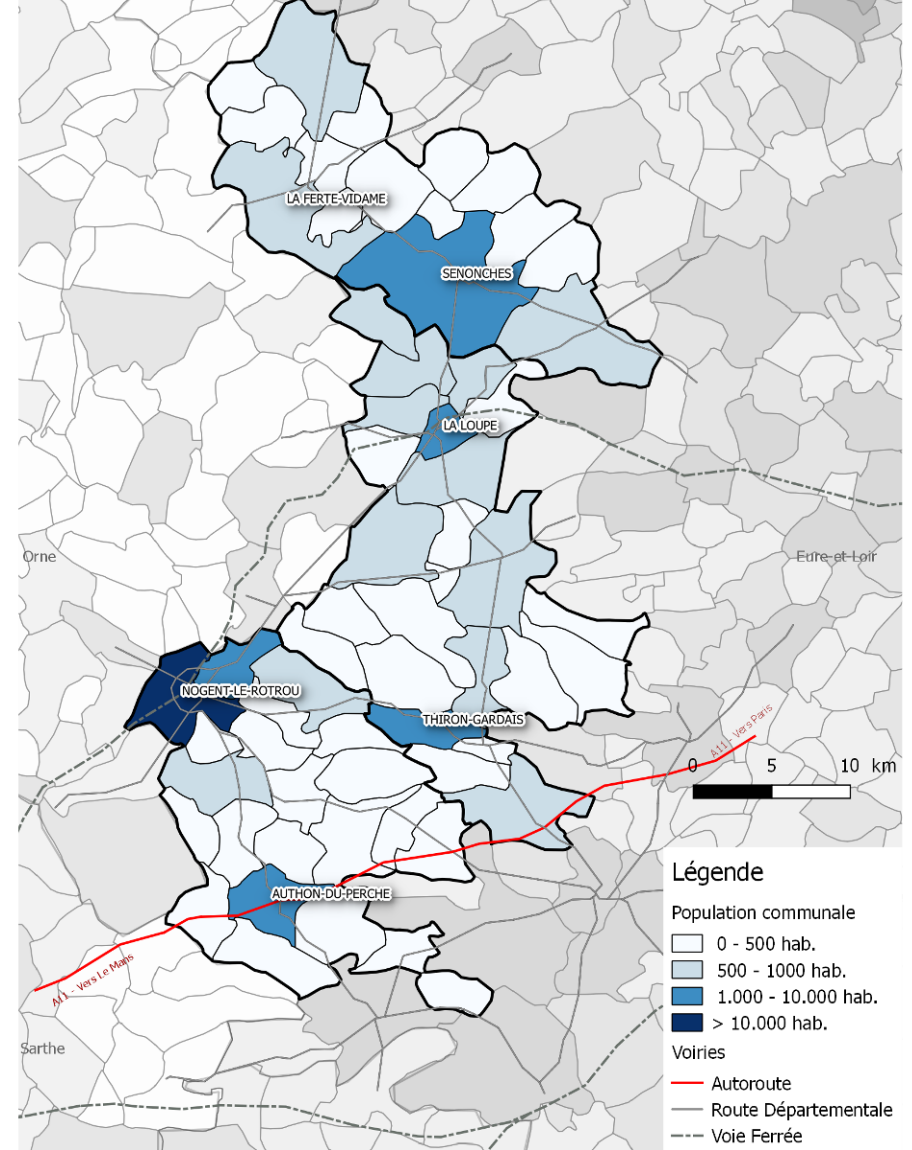 LA FERTE-VIDAME
SENONCHES
LA LOUPE
Orne
Eure-et-Loir
NOGENT-LE-ROTROU
THIRON-GARDAIS
A11 - Vers Paris
0 5 10 km
AUTHON-DU-PERCHE
A11 - Vers Le Mans
Sarthe
Légende
Population communale
0 - 500 hab.
500 - 1000 hab.
1.000 - 10.000 hab.
> 10.000 hab.
Voiries
Autoroute
Route Départementale
Voie Ferrée